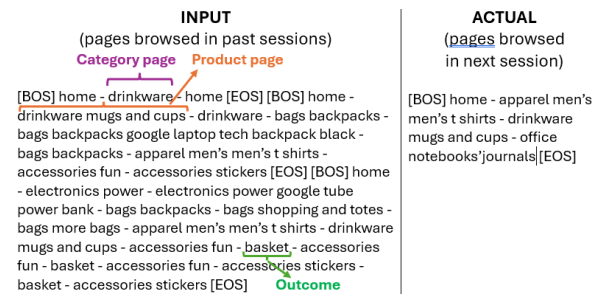 INPUT
(pages browsed in past sessions)
Category page
Product page
[BOS] home - drinkware - home [EOS] [BOS] home -
drinkware mugs and cups - drinkware - bags backpacks -
bags backpacks google laptop tech backpack black -
bags backpacks - apparel men’s men’s t shirts -
accessories fun - accessories stickers [EOS] [BOS] home
- electronics power - electronics power google tube
power bank - bags backpacks - bags shopping and totes -
bags more bags - apparel men’s men’s t shirts - drinkware
mugs and cups - accessories fun - basket - accessories
fun - basket - accessories fun - accessories stickers -
basket - accessories stickers [EOS]
Outcome
ACTUAL
(pages browsed
in next session)
[BOS] home - apparel men’s
men’s t shirts - drinkware
mugs and cups - office
notebooks’journals [EOS]